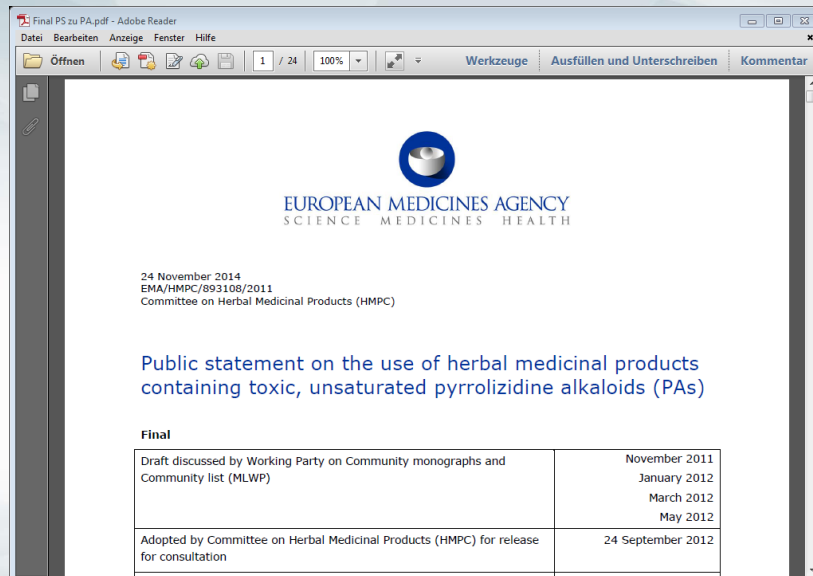 Final PS zu PA.pdf - Adobe Reader
Datei Bearbeiten Anzeige Fenster Hilfe
Öffnen 1 / 24 100% Werkzeuge Ausfüllen und Unterschreiben Kommentar
EUROPEAN MEDICINES AGENCY
SCIENCE MEDICINES HEALTH
24 November 2014
EMA/HMPC/893108/2011
Committee on Herbal Medicinal Products (HMPC)
Public statement on the use of herbal medicinal products
containing toxic, unsaturated pyrrolizidine alkaloids (PAs)
Final
Draft discussed by Working Party on Community monographs and
Community list (MLWP)
November 2011
January 2012
March 2012
May 2012
Adopted by Committee on Herbal Medicinal Products (HMPC) for release
for consultation
24 September 2012